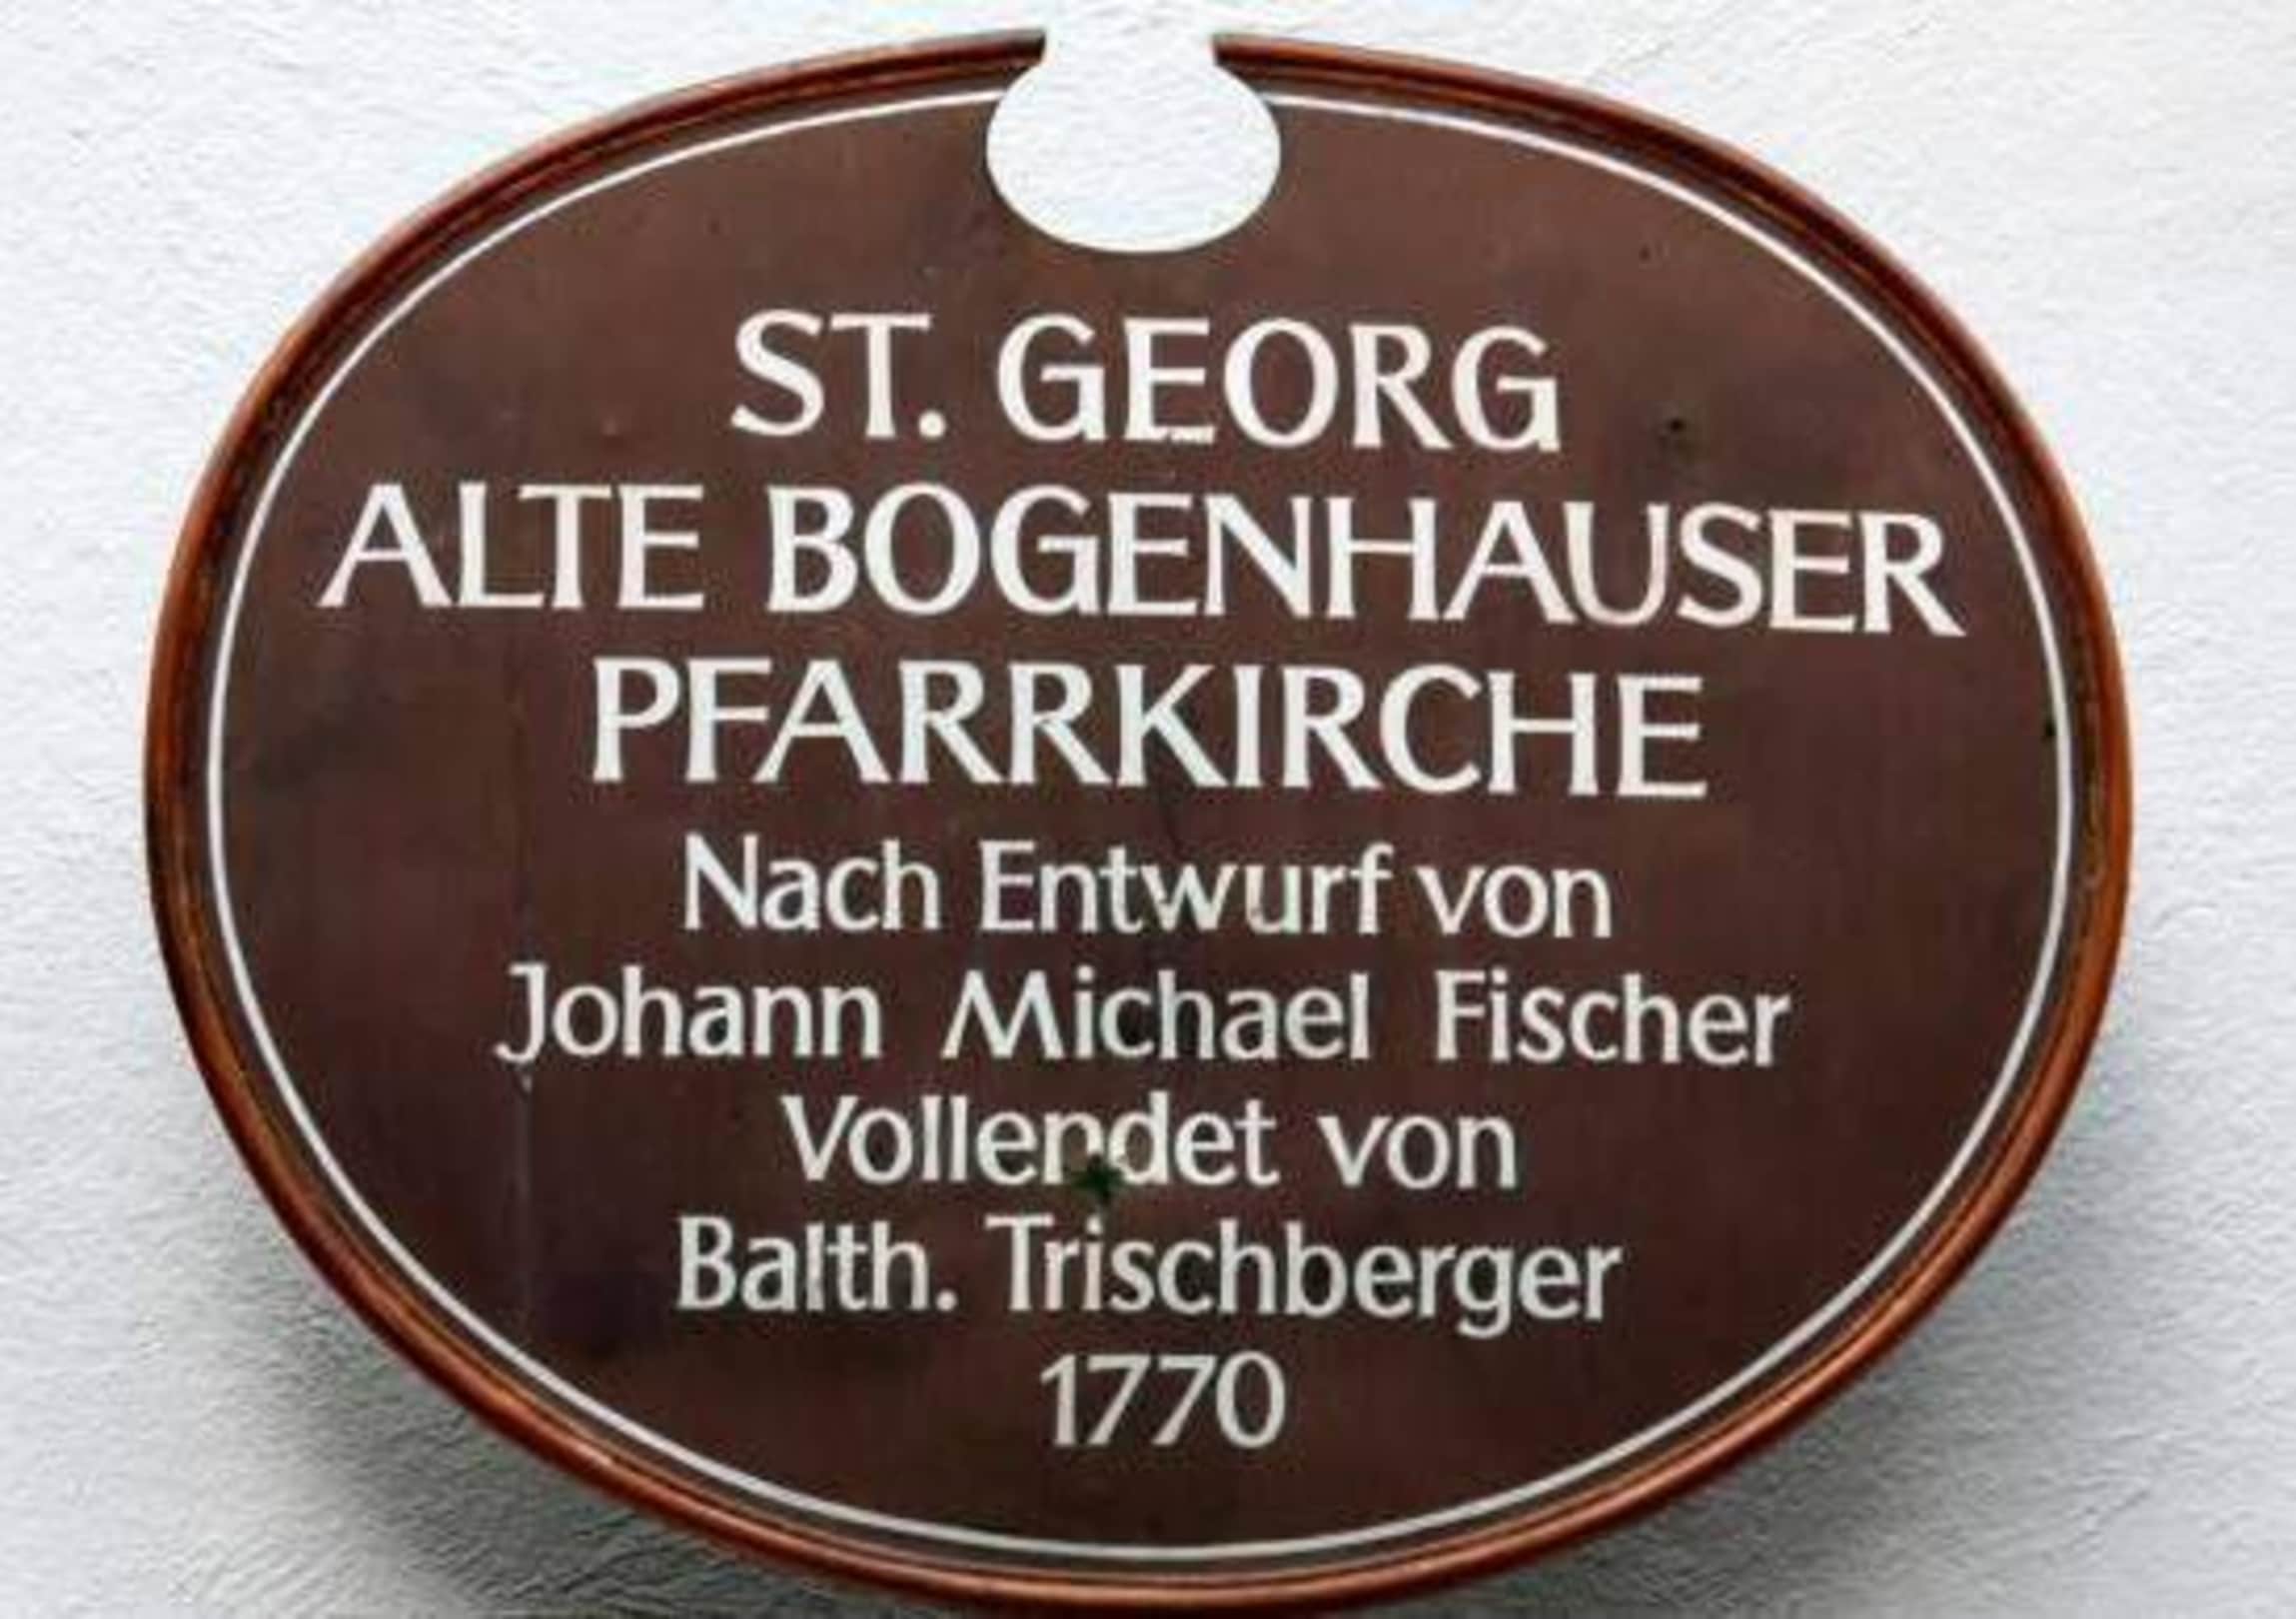 ST. GEORG
ALTE BOGENHAUSER
PFARRKIRCHE
Nach Entwurf von
Johann Michael Fischer
Vollendet von
Balth. Trischberger
1770